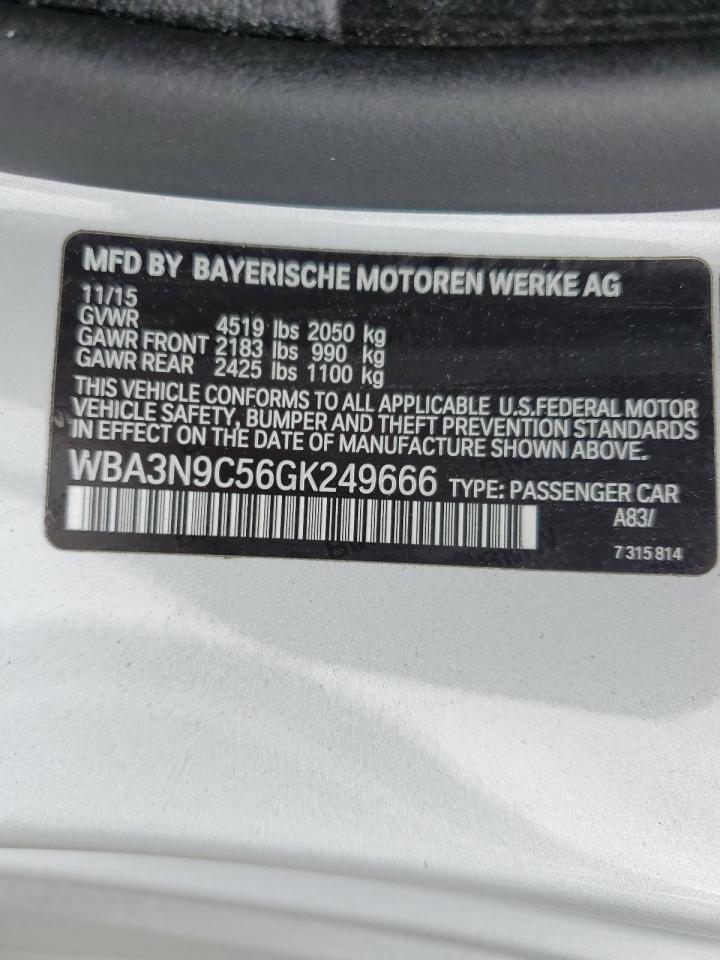 MFD BY BAYERISCHE MOTOREN WERKE AG
11/15
GVWR 4519 lbs 2050 kg
GAWR FRONT 2183 lbs 990 kg
GAWR REAR 2425 lbs 1100 kg
THIS VEHICLE CONFORMS TO ALL APPLICABLE U.S.FEDERAL MOTOR
VEHICLE SAFETY, BUMPER AND THEFT PREVENTION STANDARDS
IN EFFECT ON THE DATE OF MANUFACTURE SHOWN ABOVE.
WBA3N9C56GK249666 TYPE: PASSENGER CAR
A83/
7 315 814